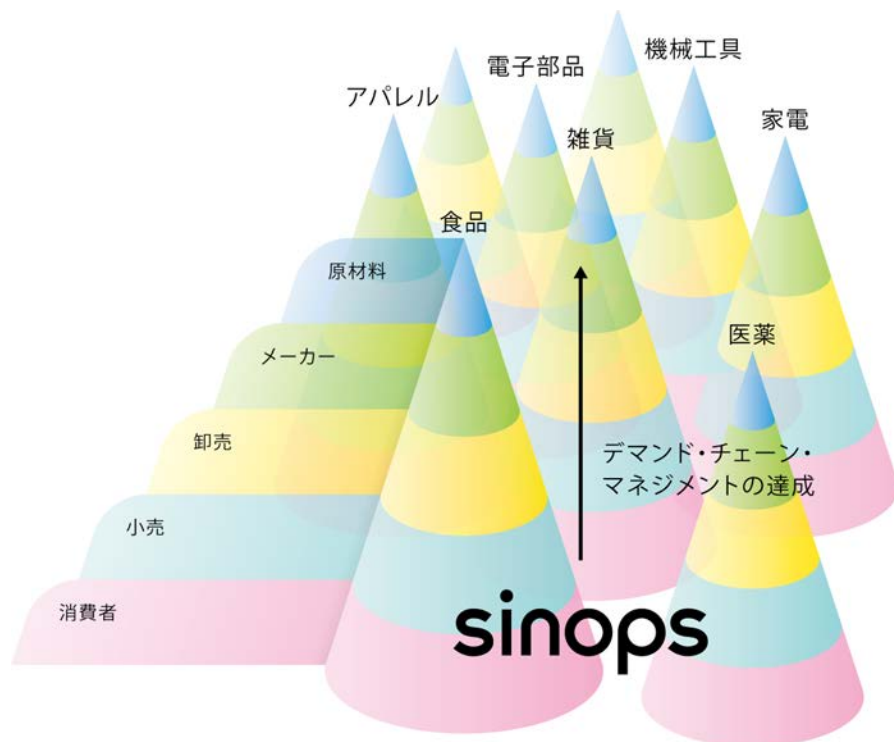 機械工具
電子部品
アパレル
家電
雑貨
食品
原材料
医薬
メーカー
卸売
デマンド・チェーン・
マネジメントの達成
小売
消費者
sinops